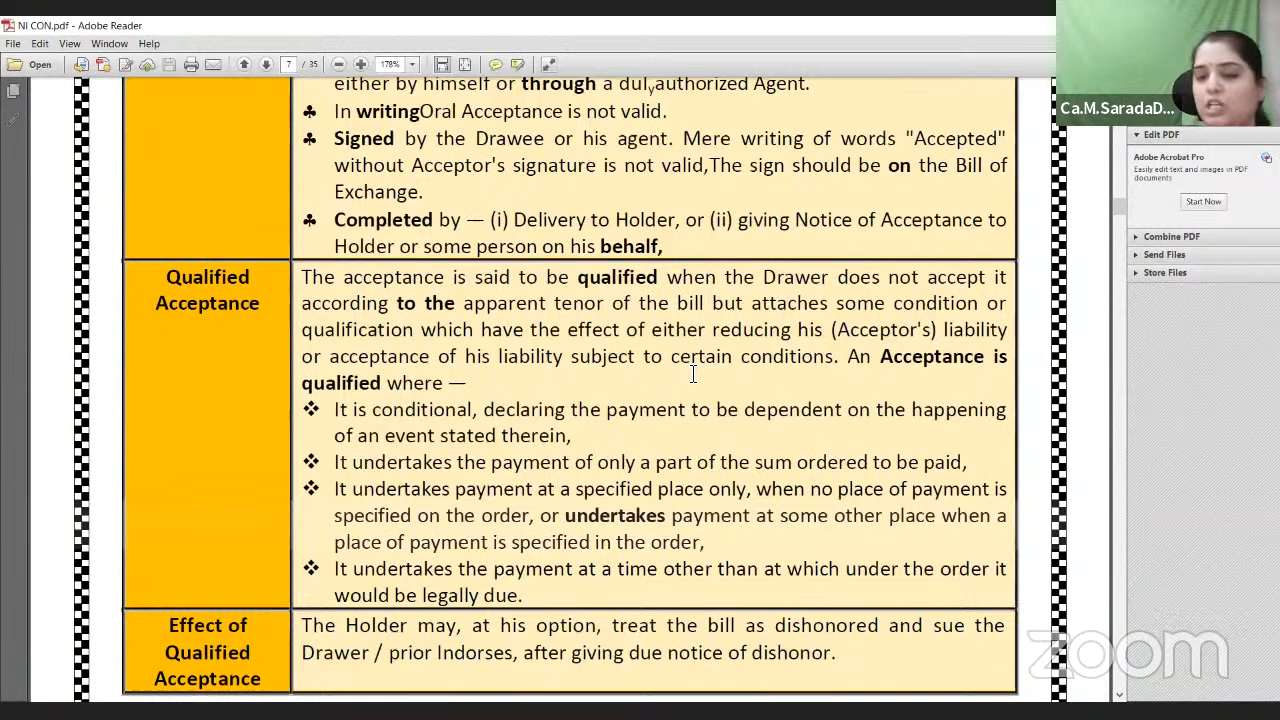 NI CON.pdf - Adobe Reader
File Edit View Window Help
Open 7 / 35 178%
Ca.M.SaradaD...
either by himself or through a dulyauthorized Agent.
♣ In writingOral Acceptance is not valid.
♣ Signed by the Drawee or his agent. Mere writing of words "Accepted"
without Acceptor's signature is not valid,The sign should be on the Bill of
Exchange.
♣ Completed by — (i) Delivery to Holder, or (ii) giving Notice of Acceptance to
Holder or some person on his behalf,
Qualified
Acceptance
The acceptance is said to be qualified when the Drawer does not accept it
according to the apparent tenor of the bill but attaches some condition or
qualification which have the effect of either reducing his (Acceptor's) liability
or acceptance of his liability subject to certain conditions. An Acceptance is
qualified where —
❖ It is conditional, declaring the payment to be dependent on the happening
of an event stated therein,
❖ It undertakes the payment of only a part of the sum ordered to be paid,
❖ It undertakes payment at a specified place only, when no place of payment is
specified on the order, or undertakes payment at some other place when a
place of payment is specified in the order,
❖ It undertakes the payment at a time other than at which under the order it
would be legally due.
Effect of
Qualified
Acceptance
The Holder may, at his option, treat the bill as dishonored and sue the
Drawer / prior Indorses, after giving due notice of dishonor.
Edit PDF
Adobe Acrobat Pro
Easily edit text and images in PDF
documents
Start Now
Combine PDF
Send Files
Store Files
zoom